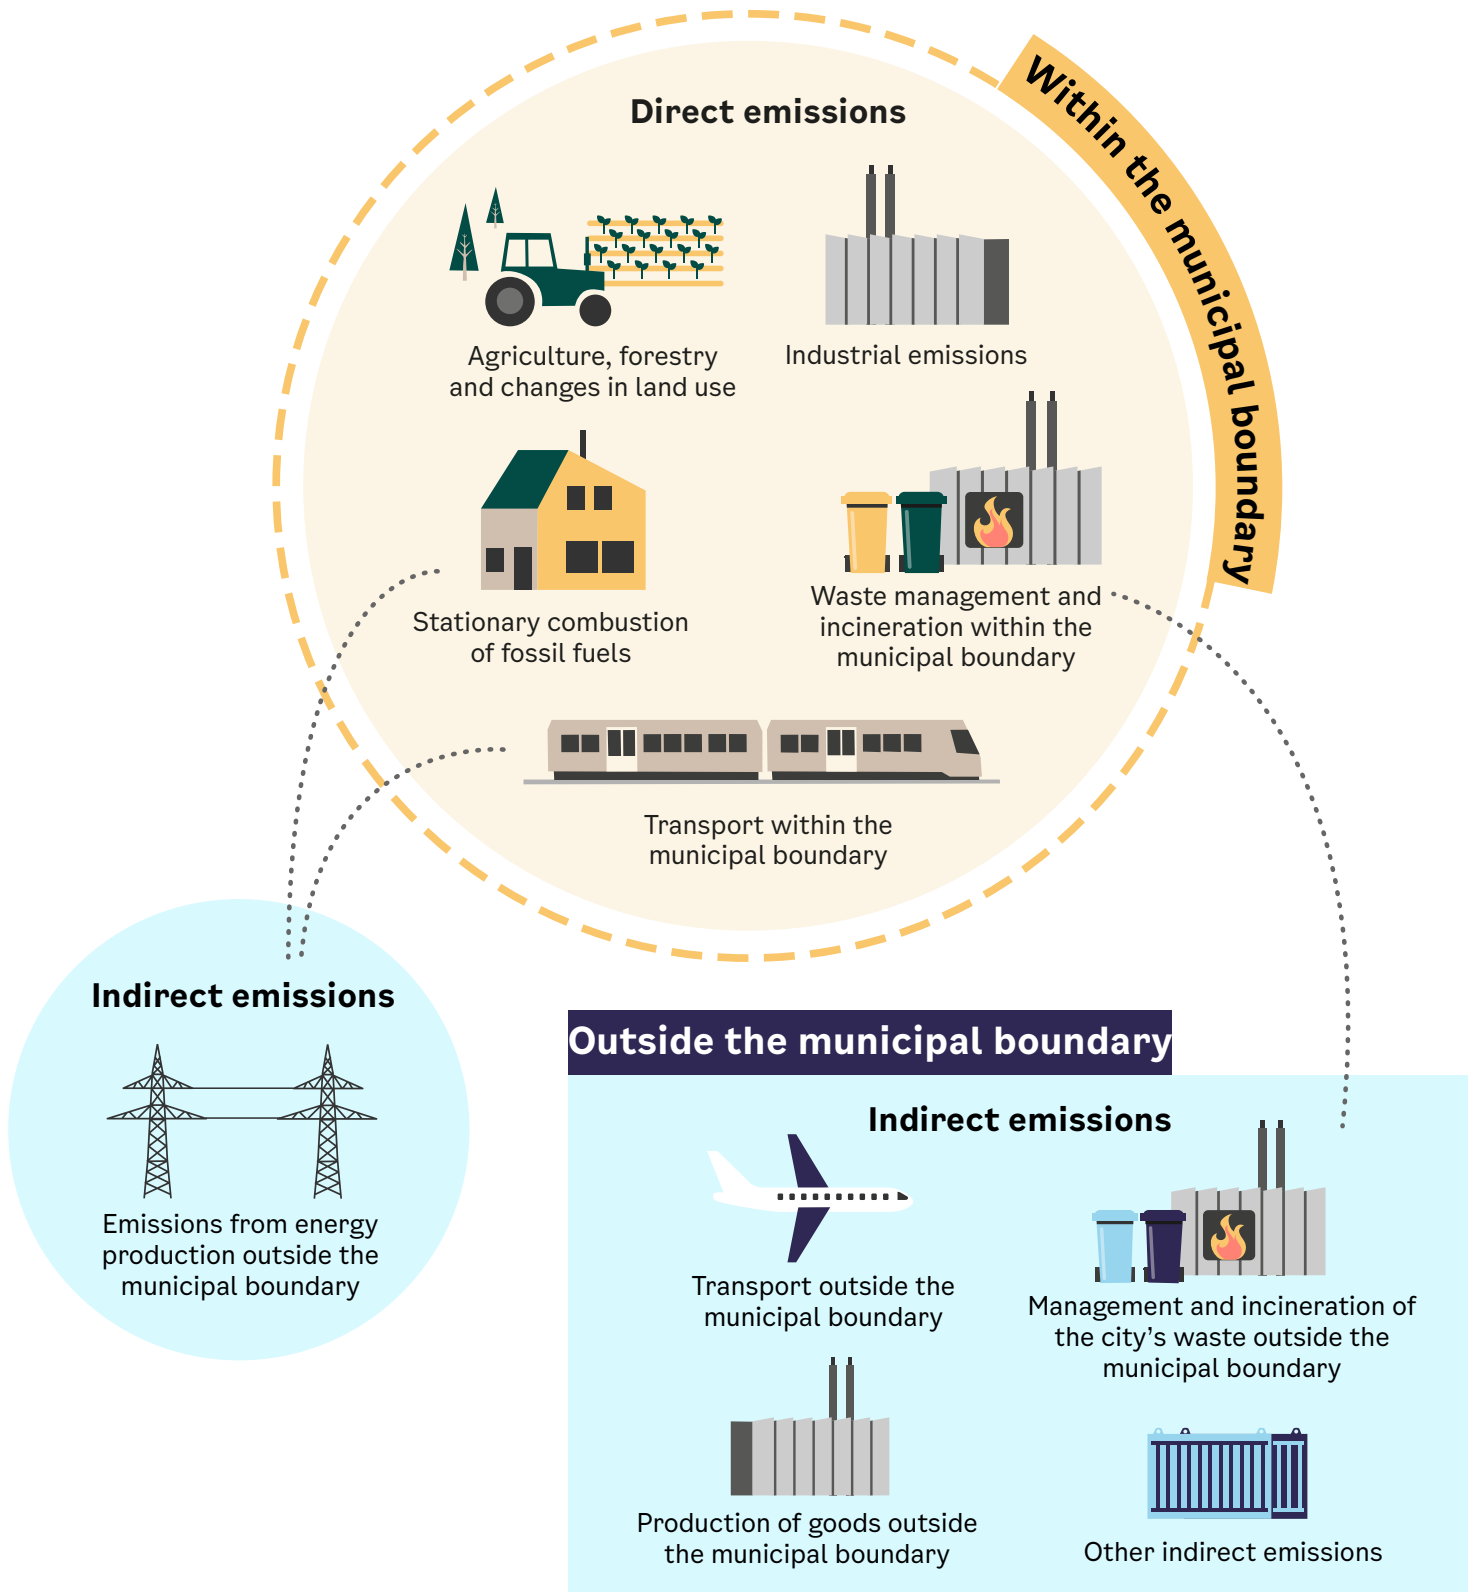 Within the municipal boundary
Direct emissions
Agriculture, forestry
and changes in land use
Industrial emissions
Stationary combustion
of fossil fuels
Waste management and
incineration within the
municipal boundary
Transport within the
municipal boundary
Indirect emissions
Emissions from energy
production outside the
municipal boundary
Outside the municipal boundary
Indirect emissions
Transport outside the
municipal boundary
Management and incineration of
the city’s waste outside the
municipal boundary
Production of goods outside
the municipal boundary
Other indirect emissions